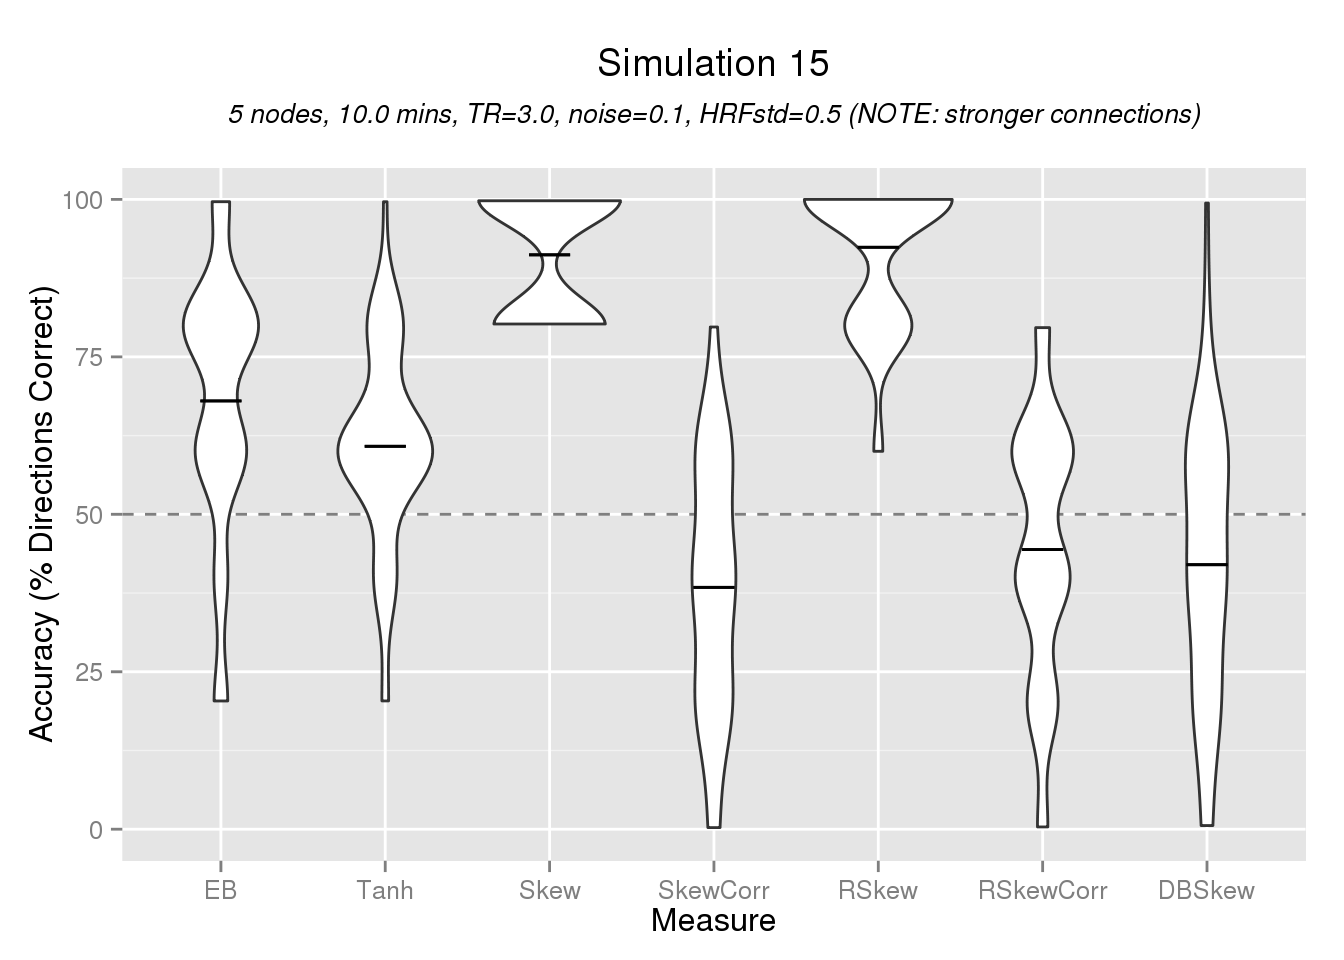 Simulation 15
5 nodes, 10.0 mins, TR=3.0, noise=0.1, HRFstd=0.5 (NOTE: stronger connections)
Accuracy (% Directions Correct)
100
75
50
25
0
EB Tanh Skew SkewCorr RSkew RSkewCorr DBSkew
Measure